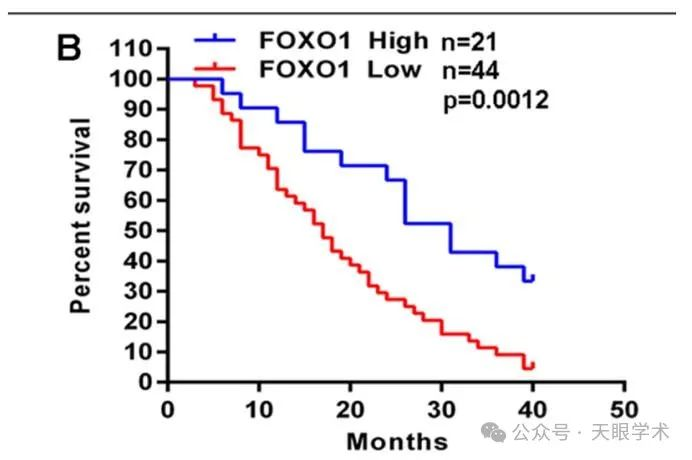 B
FOXO1 High n=21
FOXO1 Low n=44
p=0.0012
Percent survival
110
100
90
80
70
60
50
40
30
20
10
0
0 10 20 30 40 50
Months
公众号 · 天眼学术